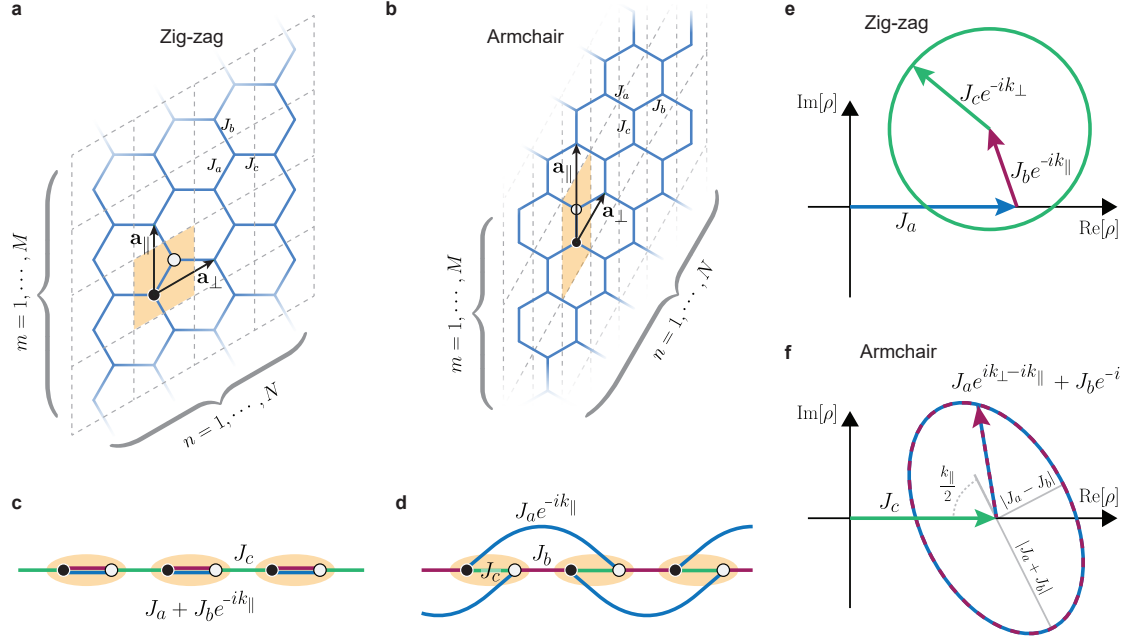 a
Zig-zag
J_b
J_a
J_c
a_∥
a_⊥
m = 1, ⋯ , M
n = 1, ⋯ , N
b
Armchair
J_a
J_b
J_c
a_∥
a_⊥
m = 1, ⋯ , M
n = 1, ⋯ , N
c
J_c
J_a + J_b e^{-ik_∥}
d
J_a e^{-ik_∥}
J_b
J_c
e
Zig-zag
Im[ρ]
J_c e^{-ik_⊥}
J_b e^{-ik_∥}
J_a
Re[ρ]
f
Armchair
J_a e^{ik_⊥-ik_∥} + J_b e^{-i
Im[ρ]
k_∥/2
|J_a − J_b|
J_c
Re[ρ]
|J_a + J_b|